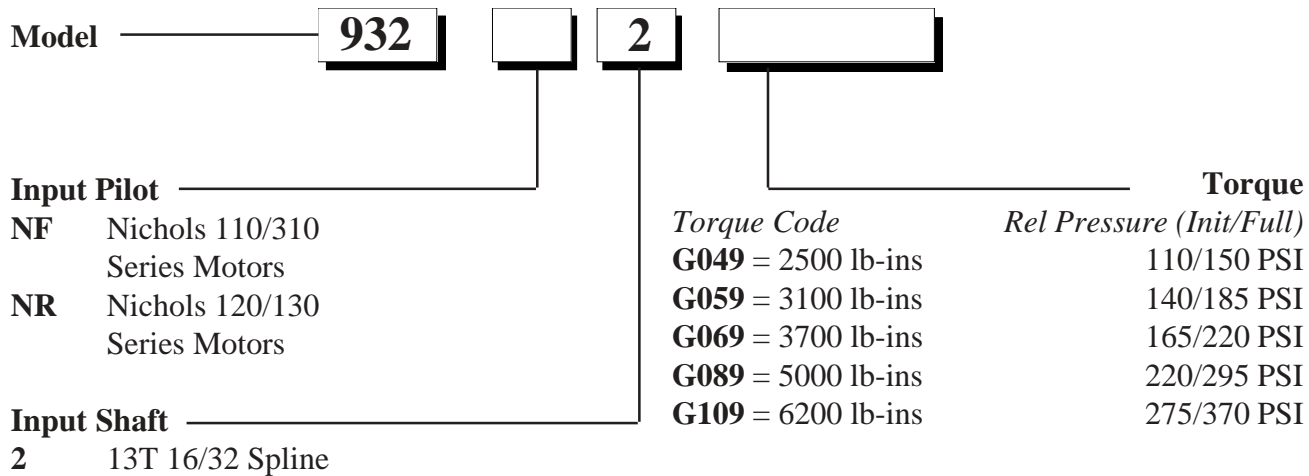 Model 932 2
Input Pilot
NF Nichols 110/310
Series Motors
NR Nichols 120/130
Series Motors
Input Shaft
2 13T 16/32 Spline
Torque
Torque Code Rel Pressure (Init/Full)
G049 = 2500 lb-ins 110/150 PSI
G059 = 3100 lb-ins 140/185 PSI
G069 = 3700 lb-ins 165/220 PSI
G089 = 5000 lb-ins 220/295 PSI
G109 = 6200 lb-ins 275/370 PSI